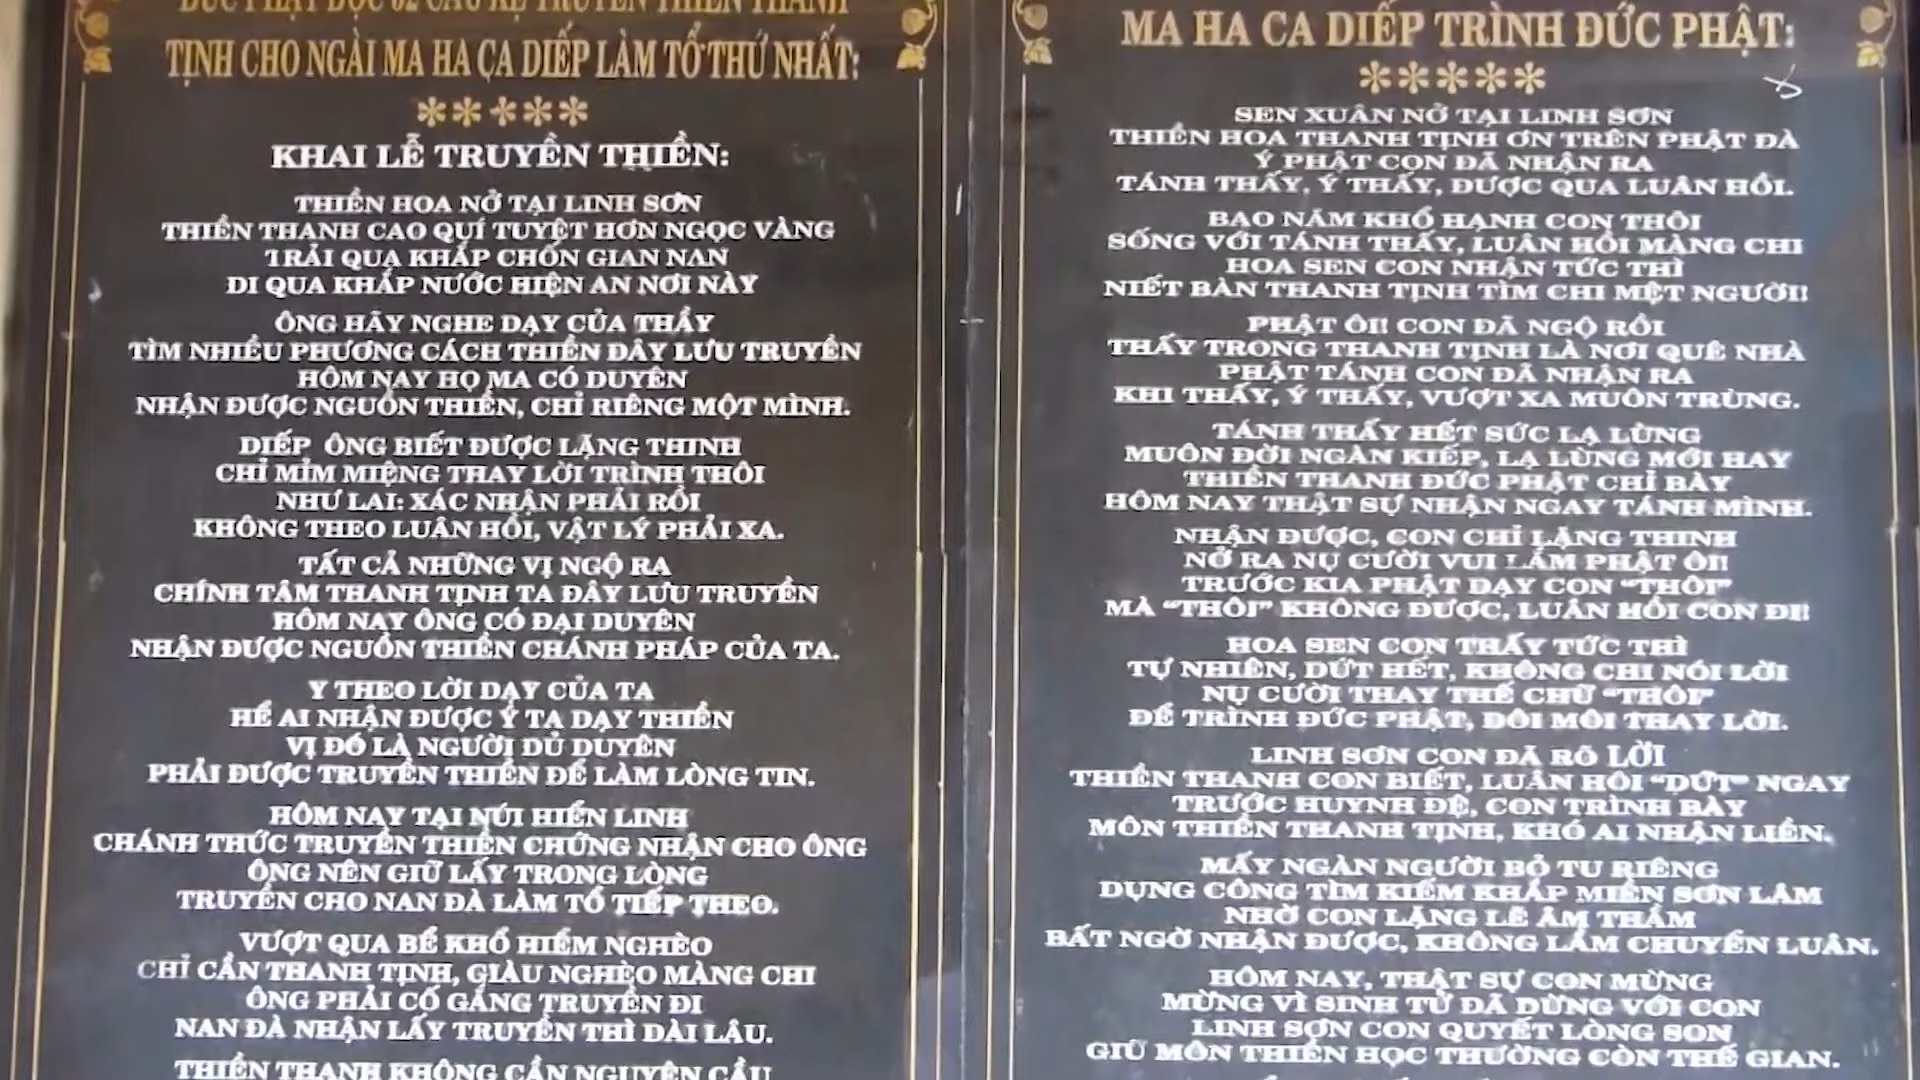 ĐỨC PHẬT ĐỌC 62 CÂU KỆ TRUYỀN THIỀN THANH
TỊNH CHO NGÀI MA HA CA DIẾP LÀM TỔ THỨ NHẤT:
*****
KHAI LỄ TRUYỀN THIỀN:
THIỀN HOA NỞ TẠI LINH SƠN
THIỀN THANH CAO QUÍ TUYỆT HƠN NGỌC VÀNG
TRẢI QUA KHẮP CHỐN GIAN NAN
DI QUA KHẮP NƯỚC HIỆN AN NƠI NÀY
ÔNG HÃY NGHE DẠY CỦA THẦY
TÌM NHIỀU PHƯƠNG CÁCH THIỀN ĐÂY LƯU TRUYỀN
HÔM NAY HỌ MA CÓ DUYÊN
NHẬN ĐƯỢC NGUỒN THIỀN, CHỈ RIÊNG MỘT MÌNH.
DIẾP ÔNG BIẾT ĐƯỢC LẶNG THINH
CHỈ MỈM MIỆNG THAY LỜI TRÌNH THÔI
NHƯ LAI: XÁC NHẬN PHẢI RỒI
KHÔNG THEO LUÂN HỒI, VẬT LÝ PHẢI XA.
TẤT CẢ NHỮNG VỊ NGỘ RA
CHÍNH TÂM THANH TỊNH TA ĐÂY LƯU TRUYỀN
HÔM NAY ÔNG CÓ ĐẠI DUYÊN
NHẬN ĐƯỢC NGUỒN THIỀN CHÁNH PHÁP CỦA TA.
Y THEO LỜI DẠY CỦA TA
HỄ AI NHẬN ĐƯỢC Ý TA DẠY THIỀN
VỊ ĐÓ LÀ NGƯỜI ĐỦ DUYÊN
PHẢI ĐƯỢC TRUYỀN THIỀN ĐỂ LÀM LÒNG TIN.
HÔM NAY TẠI NÚI HIỂN LINH
CHÁNH THỨC TRUYỀN THIỀN CHỨNG NHẬN CHO ÔNG
ÔNG NÊN GIỮ LẤY TRONG LÒNG
TRUYỀN CHO NAN ĐÀ LÀM TỔ TIẾP THEO.
VƯỢT QUA BỂ KHỔ HIỂM NGHÈO
CHỈ CẦN THANH TỊNH, GIÀU NGHÈO MÀNG CHI
ÔNG PHẢI CỐ GẮNG TRUYỀN ĐI
NAN ĐÀ NHẬN LẤY TRUYỀN THÌ DÀI LÂU.
THIỀN THANH KHÔNG CẦN NGUYỆN CẦU
MA HA CA DIẾP TRÌNH ĐỨC PHẬT:
*****
SEN XUÂN NỞ TẠI LINH SƠN
THIỀN HOA THANH TỊNH ƠN TRÊN PHẬT ĐÀ
Ý PHẬT CON ĐÃ NHẬN RA
TÁNH THẤY, Ý THẤY, ĐƯỢC QUA LUÂN HỒI.
BAO NĂM KHỔ HẠNH CON THÔI
SỐNG VỚI TÁNH THẤY, LUÂN HỒI MÀNG CHI
HOA SEN CON NHẬN TỨC THÌ
NIẾT BÀN THANH TỊNH TÌM CHI MỆT NGƯỜI!
PHẬT ÔI! CON ĐÃ NGỘ RỒI
THẤY TRONG THANH TỊNH LÀ NƠI QUÊ NHÀ
PHẬT TÁNH CON ĐÃ NHẬN RA
KHI THẤY, Ý THẤY, VƯỢT XA MUÔN TRÙNG.
TÁNH THẤY HẾT SỨC LẠ LÙNG
MUÔN ĐỜI NGÀN KIẾP, LẠ LÙNG MỚI HAY
THIỀN THANH ĐỨC PHẬT CHỈ BÀY
HÔM NAY THẬT SỰ NHẬN NGAY TÁNH MÌNH.
NHẬN ĐƯỢC, CON CHỈ LẶNG THINH
NỞ RA NỤ CƯỜI VUI LẮM PHẬT ÔI!
TRƯỚC KIA PHẬT DẠY CON "THÔI"
MÀ "THÔI" KHÔNG ĐƯỢC, LUÂN HỒI CON ĐI!
HOA SEN CON THẤY TỨC THÌ
TỰ NHIÊN, DỨT HẾT, KHÔNG CHI NÓI LỜI
NỤ CƯỜI THAY THẾ CHỮ "THÔI"
ĐỂ TRÌNH ĐỨC PHẬT, ĐÔI MÔI THAY LỜI.
LINH SƠN CON ĐÃ RÕ LỜI
THIỀN THANH CON BIẾT, LUÂN HỒI "DỨT" NGAY
TRƯỚC HUYNH ĐỆ, CON TRÌNH BÀY
MÔN THIỀN THANH TỊNH, KHÓ AI NHẬN LIỀN.
MẤY NGÀN NGƯỜI BỎ TU RIÊNG
DỤNG CÔNG TÌM KIẾM KHẮP MIỀN SƠN LÂM
NHỜ CON LẶNG LẼ ÂM THẦM
BẤT NGỜ NHẬN ĐƯỢC, KHÔNG LẦM CHUYỂN LUÂN.
HÔM NAY, THẬT SỰ CON MỪNG
MỪNG VÌ SINH TỬ ĐÃ DỪNG VỚI CON
LINH SƠN CON QUYẾT LÒNG SON
GIỮ MÔN THIỀN HỌC THƯỜNG CÒN THẾ GIAN.